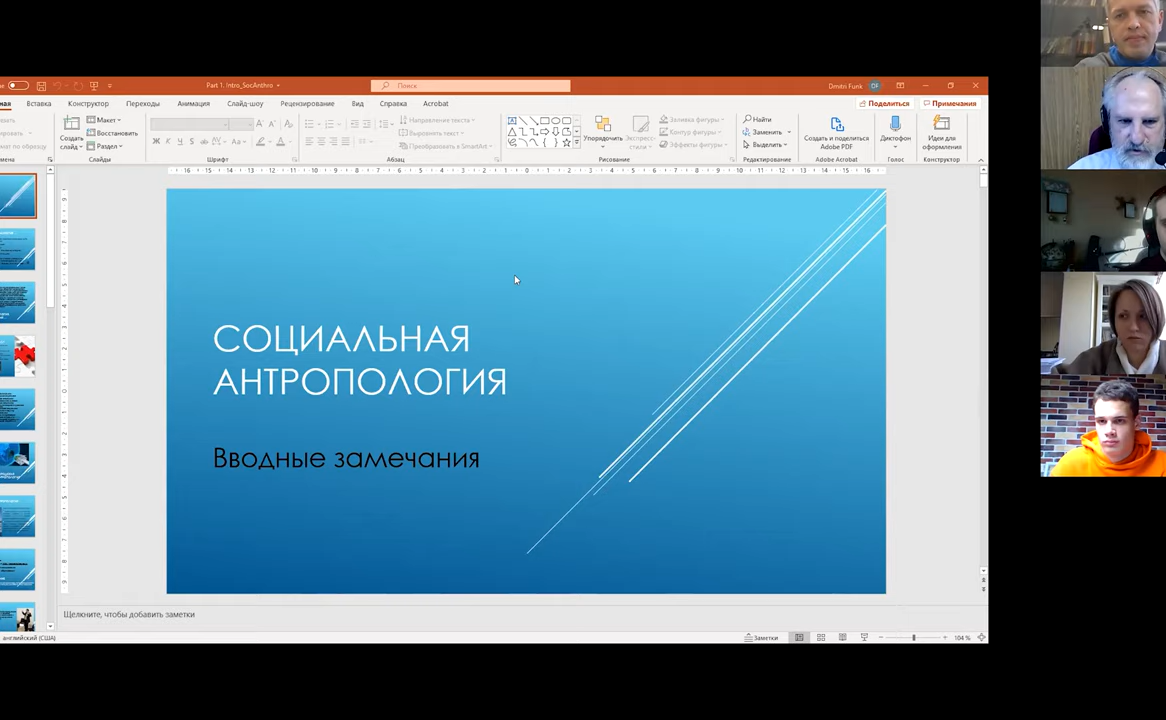 Part 1. Intro_SocAnthro
Поиск
Dmitri Funk
DF
Вставка
Конструктор
Переходы
Анимация
Слайд-шоу
Рецензирование
Вид
Справка
Acrobat
Поделиться
Примечания
Создать слайд
Макет
Восстановить
Раздел
Слайды
Шрифт
Направление текста
Выровнять текст
Преобразовать в SmartArt
Абзац
Упорядочить
Экспресс-стили
Заливка фигуры
Контур фигуры
Эффекты фигуры
Рисование
Найти
Заменить
Выделить
Редактирование
Создать и поделиться Adobe PDF
Adobe Acrobat
Диктофон
Голос
Идеи для оформления
Конструктор
СОЦИАЛЬНАЯ
АНТРОПОЛОГИЯ
Вводные замечания
Щелкните, чтобы добавить заметки
английский (США)
Заметки
104 %